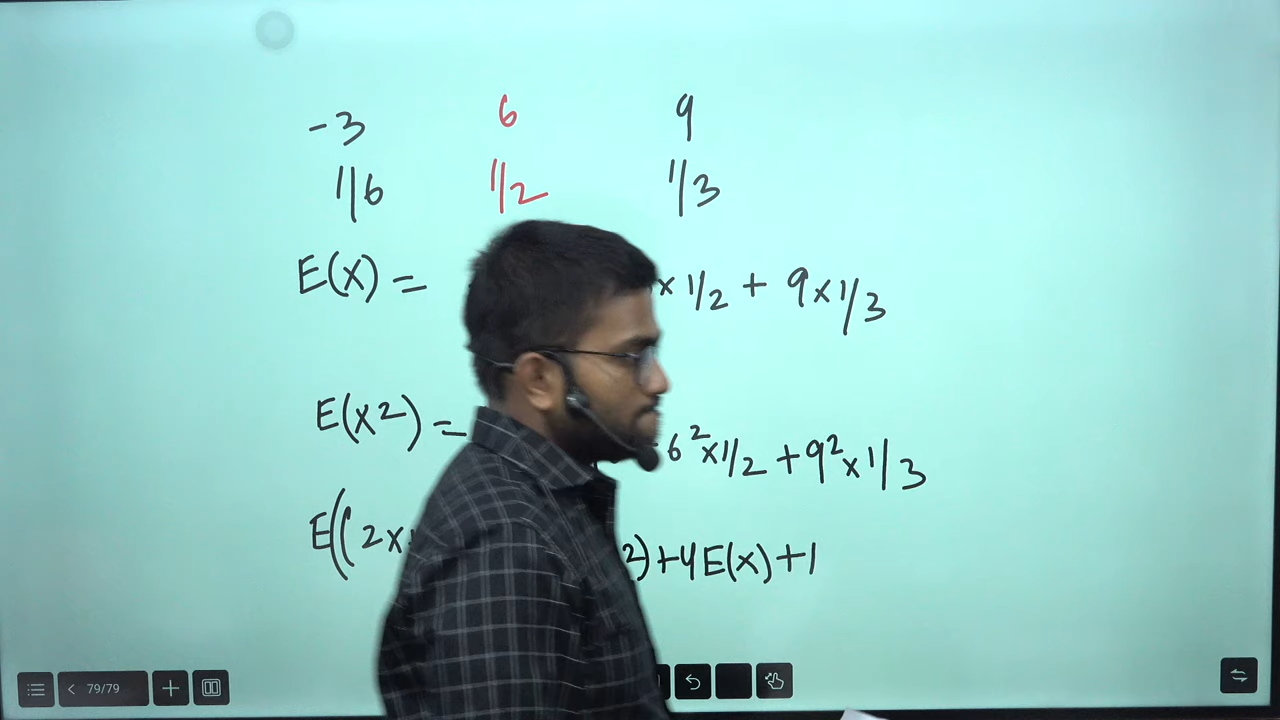 -3 6 9
1/6 1/2 1/3
E(x) = × 1/2 + 9×1/3
E(x2) = 6²×1/2 + 9²×1/3
E((2x 2)+4E(x)+1
79/79